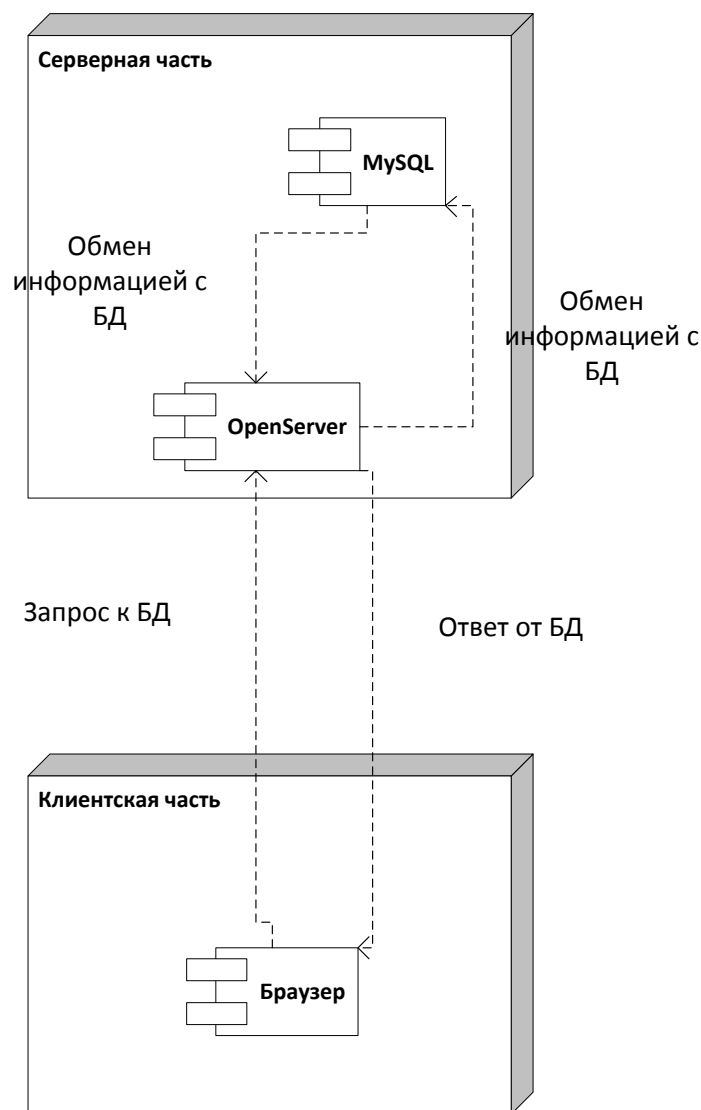 Серверная часть
MySQL
Обмен
информацией с
БД
Обмен
информацией с
БД
OpenServer
Запрос к БД
Ответ от БД
Клиентская часть
Браузер